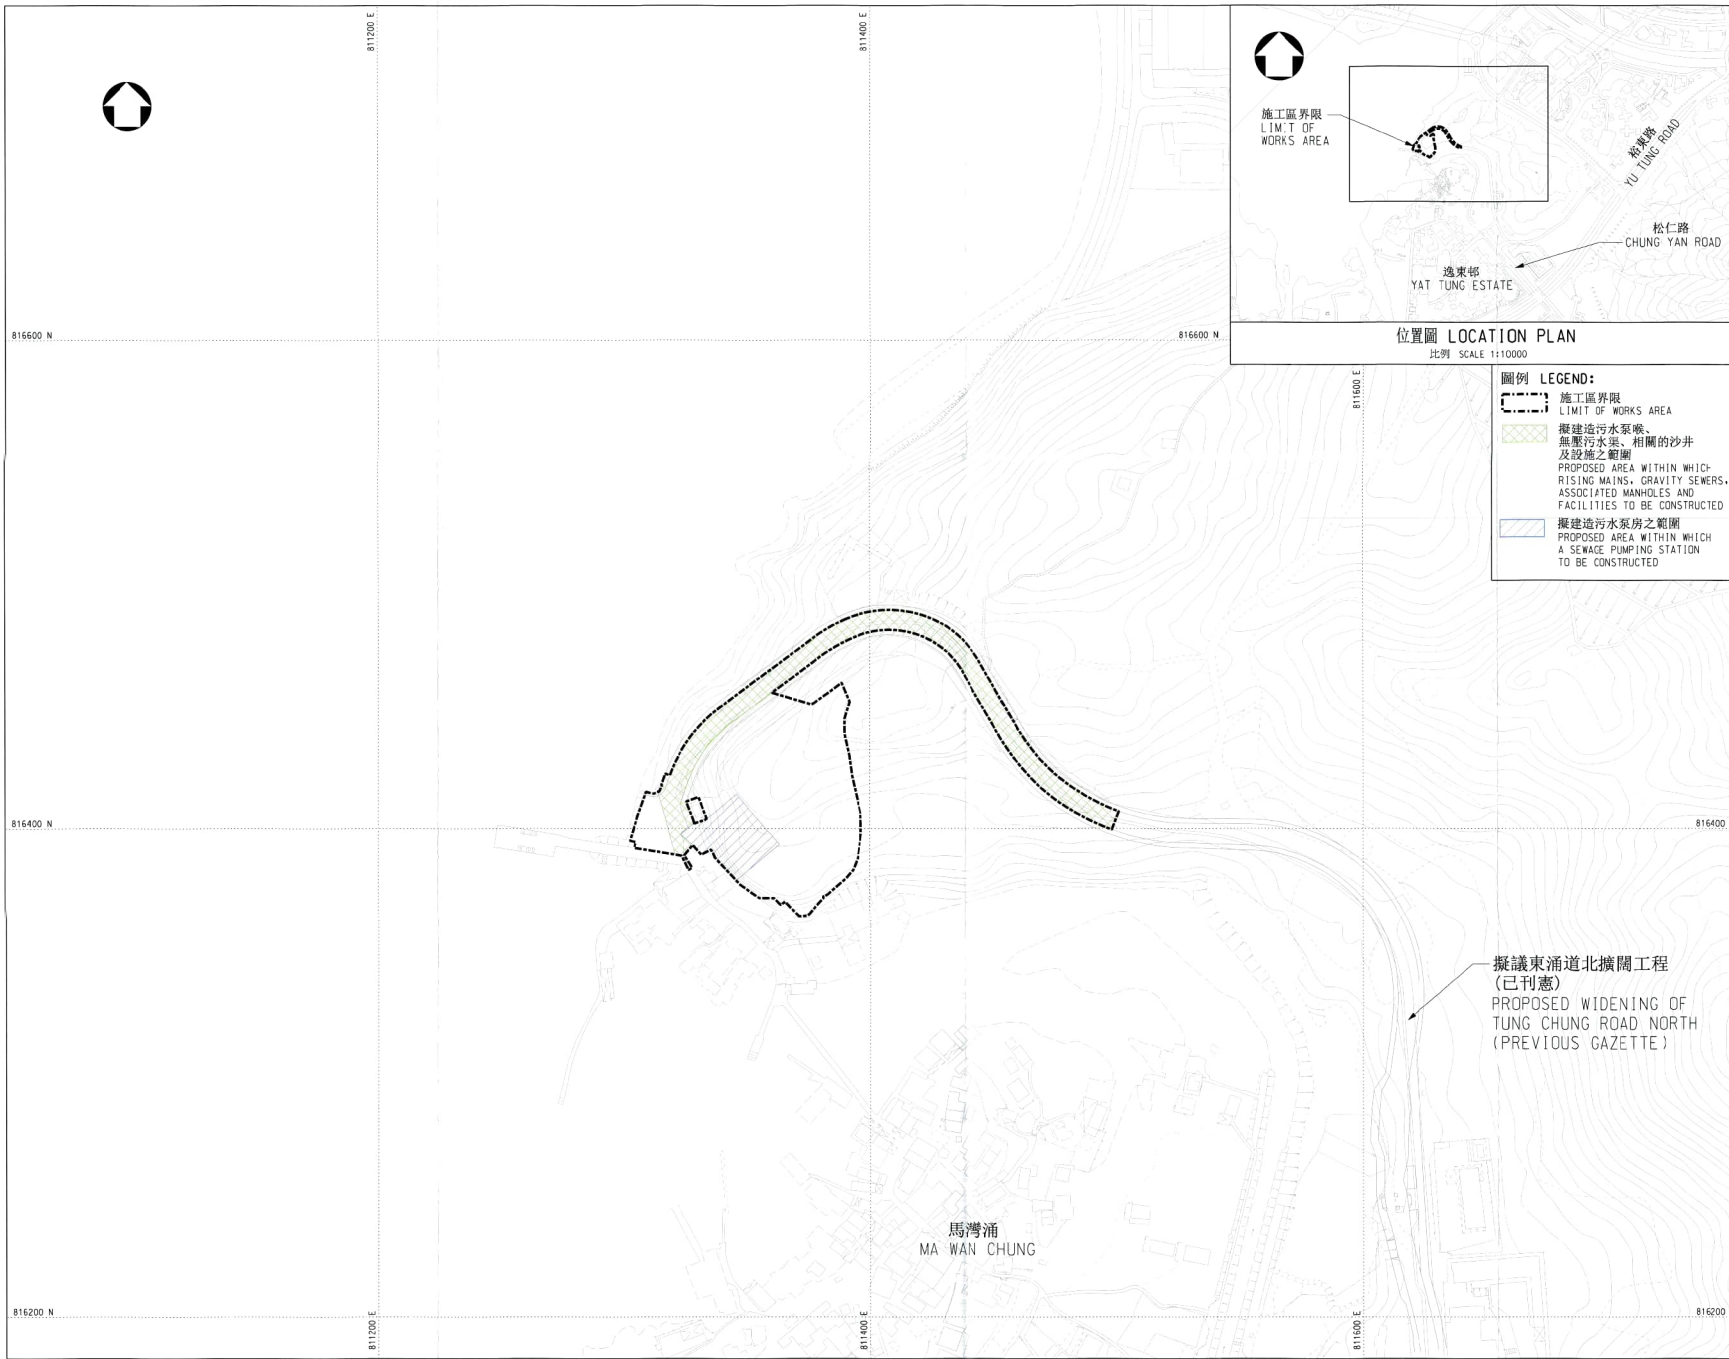 811200 E
811400 E
施工區界限
LIMIT OF
WORKS AREA
裕東路
YU TUNG ROAD
松仁路
CHUNG YAN ROAD
逸東邨
YAT TUNG ESTATE
位置圖 LOCATION PLAN
比例 SCALE 1:10000
816600 N
816600 N
811600 E
圖例 LEGEND:
施工區界限
LIMIT OF WORKS AREA
擬建造污水泵喉、
無壓污水渠、相關的沙井
及設施之範圍
PROPOSED AREA WITHIN WHICH
RISING MAINS, GRAVITY SEWERS,
ASSOCIATED MANHOLES AND
FACILITIES TO BE CONSTRUCTED
擬建造污水泵房之範圍
PROPOSED AREA WITHIN WHICH
A SEWAGE PUMPING STATION
TO BE CONSTRUCTED
816400 N
816400
擬議東涌道北擴闊工程
(已刊憲)
PROPOSED WIDENING OF
TUNG CHUNG ROAD NORTH
(PREVIOUS GAZETTE)
馬灣涌
MA WAN CHUNG
816200 N
816200
811200 E
811400 E
811600 E